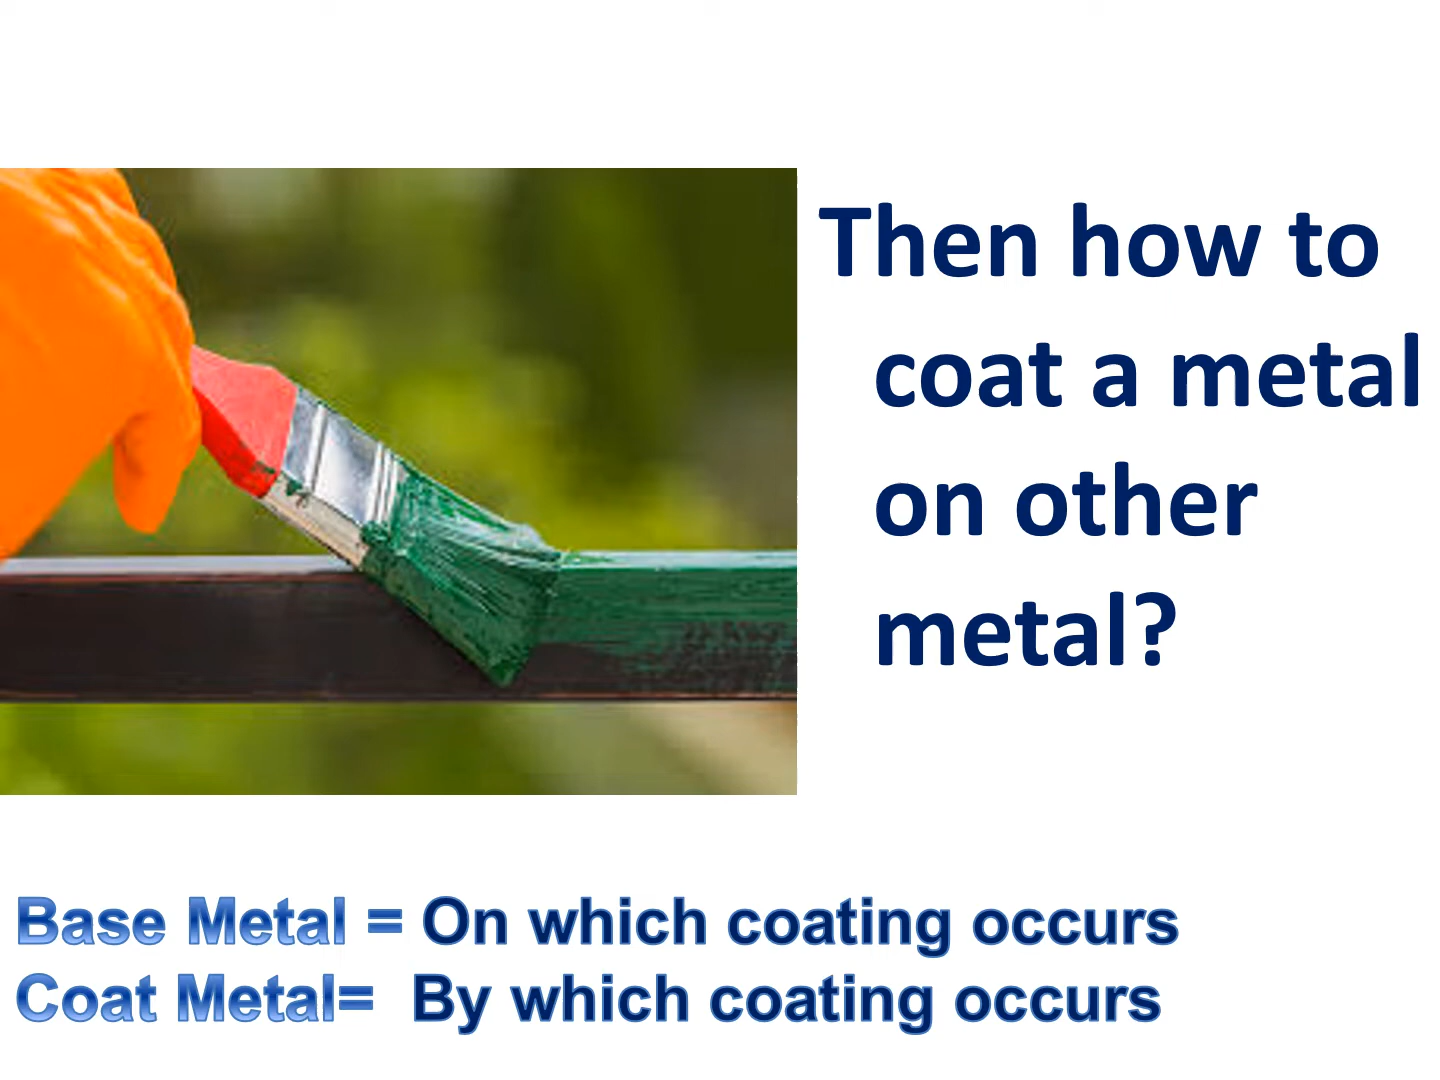 Then how to
coat a metal
on other
metal?
Base Metal = On which coating occurs
Coat Metal= By which coating occurs